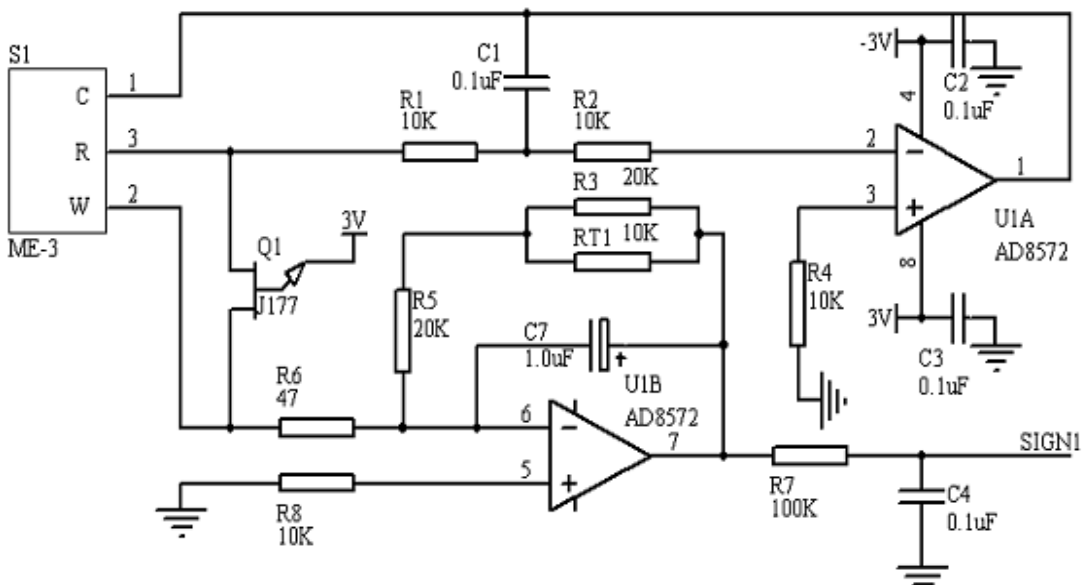 S1
C
1
R
3
W
2
ME-3
C1
0.1uF
R1
10K
R2
10K
-3V
4
C2
0.1uF
2
1
3
U1A
AD8572
8
3V
C3
0.1uF
R4
10K
20K
R3
10K
RT1
Q1
3V
J177
R5
20K
C7
1.0uF
+
U1B
AD8572
R6
47
6
7
5
R8
10K
R7
100K
SIGN1
C4
0.1uF